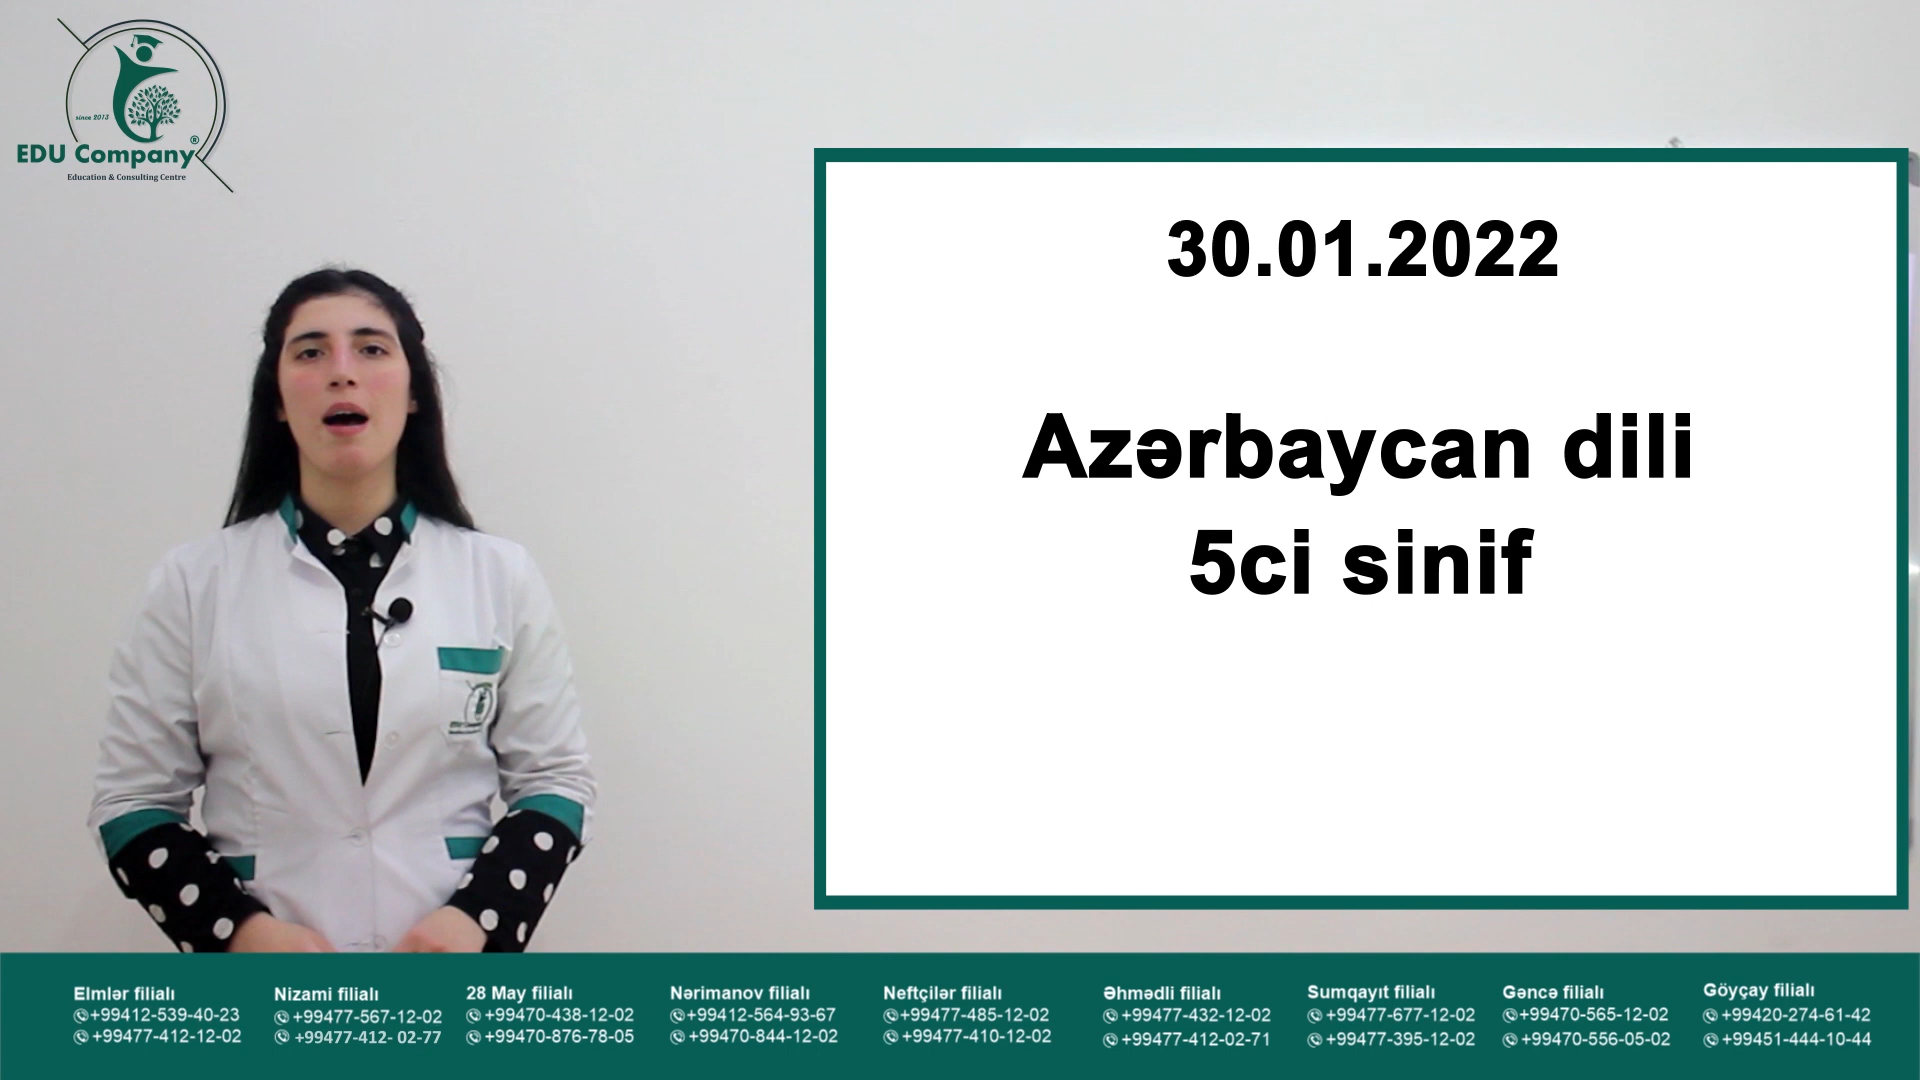 since 2013
EDU Company®
Education & Consulting Centre
30.01.2022
Azərbaycan dili
5ci sinif
EDU Company
Elmlər filialı
+99412-539-40-23
+99477-412-12-02
Nizami filialı
+99477-567-12-02
+99477-412- 02-77
28 May filialı
+99470-438-12-02
+99470-876-78-05
Nərimanov filialı
+99412-564-93-67
+99470-844-12-02
Neftçilər filialı
+99477-485-12-02
+99477-410-12-02
Əhmədli filialı
+99477-432-12-02
+99477-412-02-71
Sumqayıt filialı
+99477-677-12-02
+99477-395-12-02
Gəncə filialı
+99470-565-12-02
+99470-556-05-02
Göyçay filialı
+99420-274-61-42
+99451-444-10-44